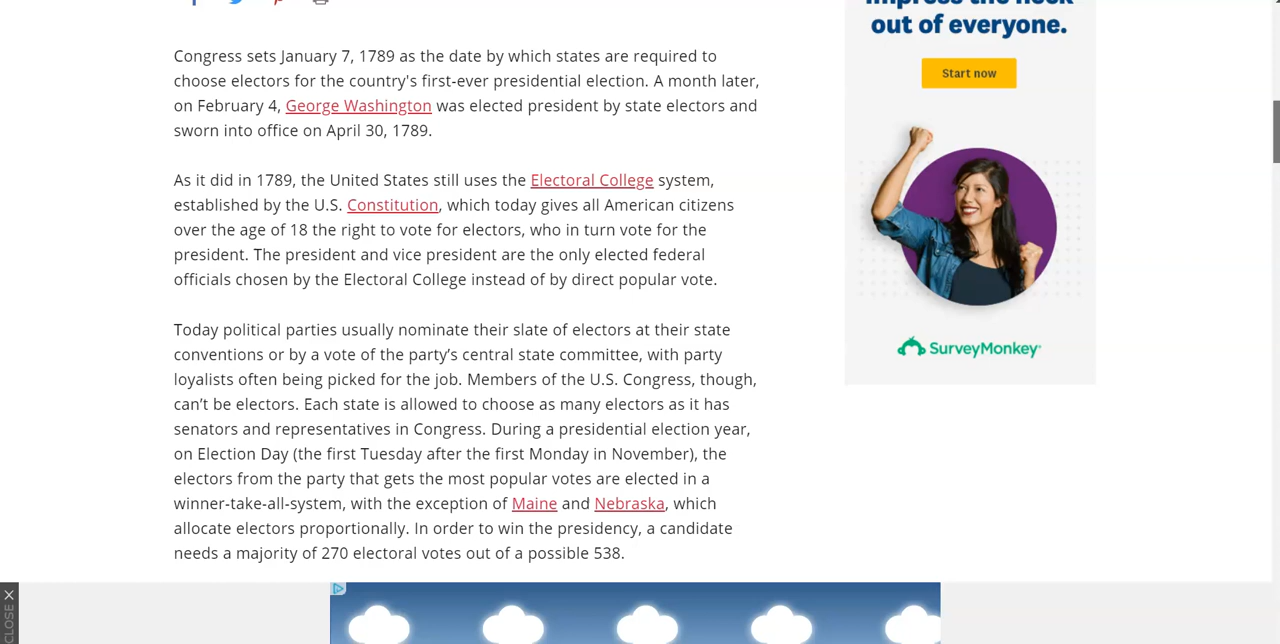 Congress sets January 7, 1789 as the date by which states are required to
choose electors for the country's first-ever presidential election. A month later,
on February 4, George Washington was elected president by state electors and
sworn into office on April 30, 1789.
As it did in 1789, the United States still uses the Electoral College system,
established by the U.S. Constitution, which today gives all American citizens
over the age of 18 the right to vote for electors, who in turn vote for the
president. The president and vice president are the only elected federal
officials chosen by the Electoral College instead of by direct popular vote.
Today political parties usually nominate their slate of electors at their state
conventions or by a vote of the party’s central state committee, with party
loyalists often being picked for the job. Members of the U.S. Congress, though,
can’t be electors. Each state is allowed to choose as many electors as it has
senators and representatives in Congress. During a presidential election year,
on Election Day (the first Tuesday after the first Monday in November), the
electors from the party that gets the most popular votes are elected in a
winner-take-all-system, with the exception of Maine and Nebraska, which
allocate electors proportionally. In order to win the presidency, a candidate
needs a majority of 270 electoral votes out of a possible 538.
impress the heck
out of everyone.
Start now
SurveyMonkey
CLOSE